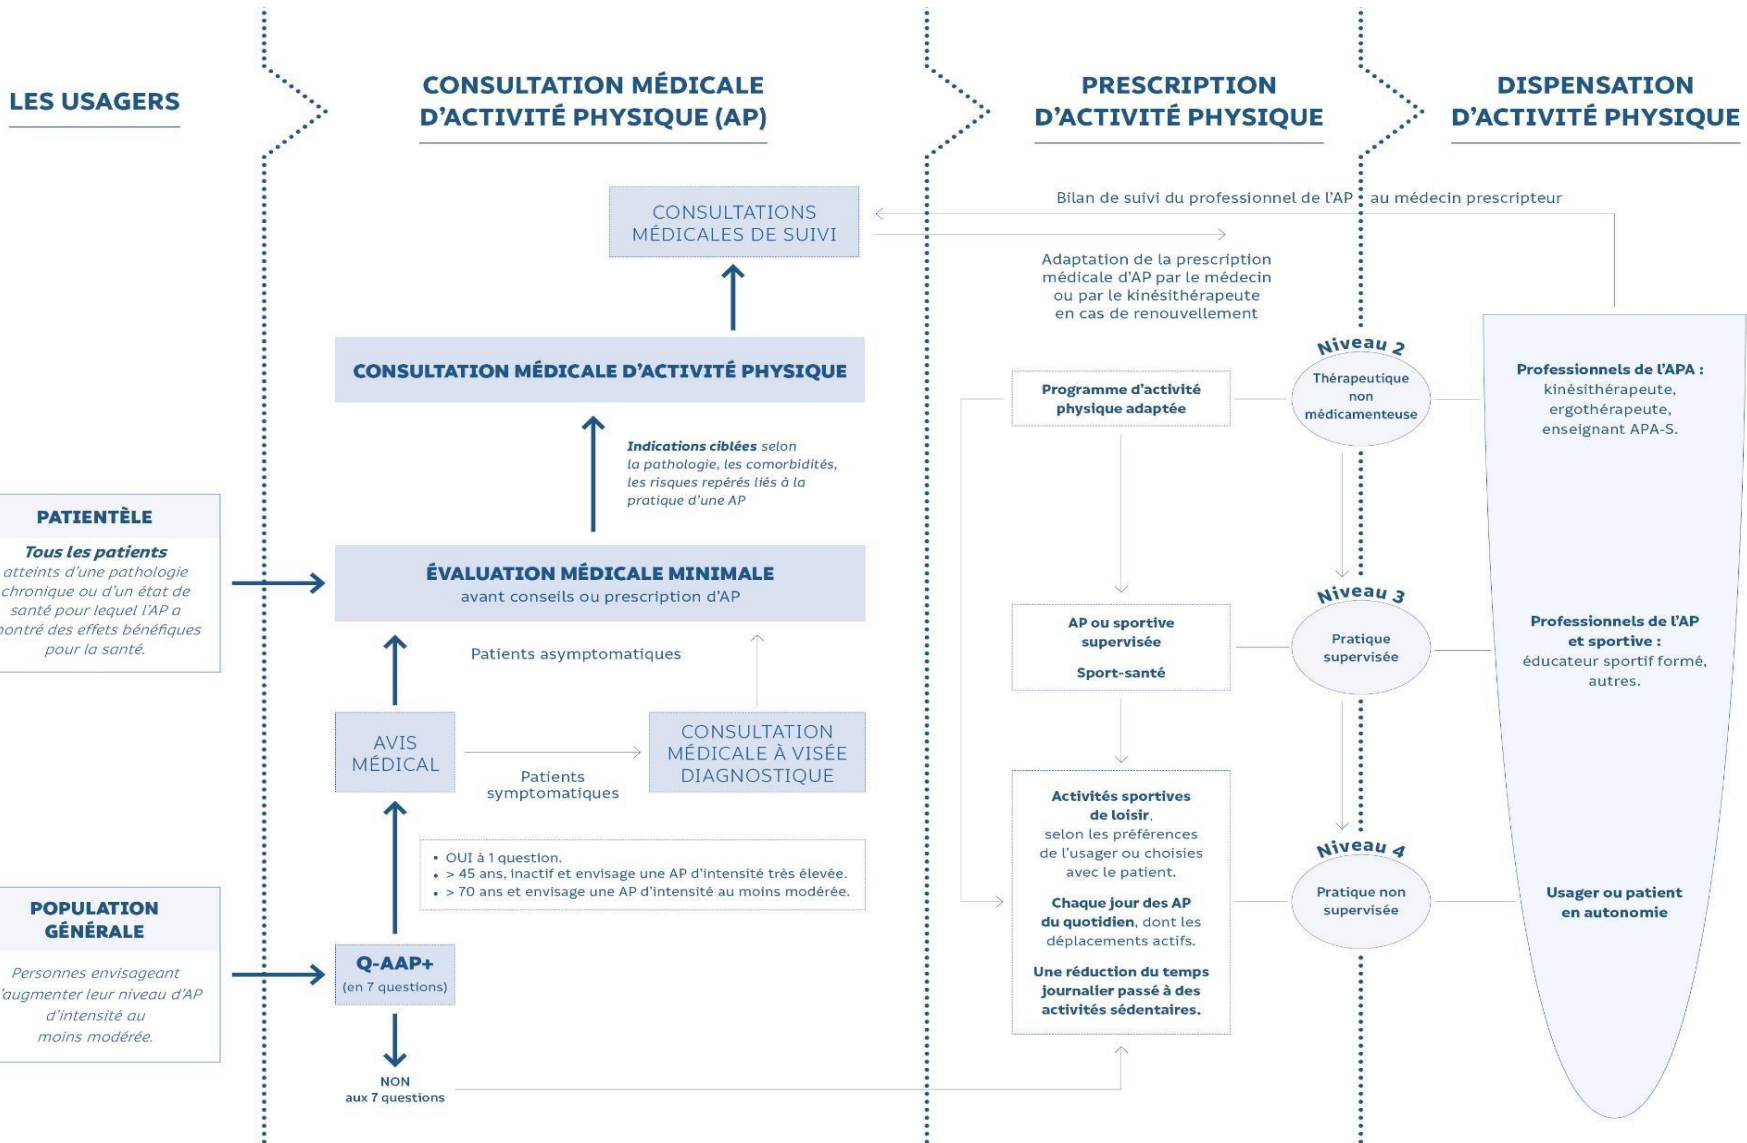 LES USAGERS
CONSULTATION MÉDICALE
D'ACTIVITÉ PHYSIQUE (AP)
PRESCRIPTION
D'ACTIVITÉ PHYSIQUE
DISPENSATION
D'ACTIVITÉ PHYSIQUE
PATIENTÈLE
Tous les patients
atteints d'une pathologie
chronique ou d'un état de
santé pour lequel l'AP a
montré des effets bénéfiques
pour la santé.
POPULATION
GÉNÉRALE
Personnes envisageant
d'augmenter leur niveau d'AP
d'intensité au
moins modérée.
CONSULTATIONS
MÉDICALES DE SUIVI
CONSULTATION MÉDICALE D'ACTIVITÉ PHYSIQUE
Indications ciblées selon
la pathologie, les comorbidités,
les risques repérés liés à la
pratique d'une AP
ÉVALUATION MÉDICALE MINIMALE
avant conseils ou prescription d'AP
Patients asymptomatiques
AVIS
MÉDICAL
Patients
symptomatiques
CONSULTATION
MÉDICALE À VISÉE
DIAGNOSTIQUE
• OUI à 1 question.
• > 45 ans, inactif et envisage une AP d'intensité très élevée.
• > 70 ans et envisage une AP d'intensité au moins modérée.
Q-AAP+
(en 7 questions)
NON
aux 7 questions
Bilan de suivi du professionnel de l'AP au médecin prescripteur
Adaptation de la prescription
médicale d'AP par le médecin
ou par le kinésithérapeute
en cas de renouvellement
Programme d'activité
physique adaptée
AP ou sportive
supervisée
Sport-santé
Activités sportives
de loisir,
selon les préférences
de l'usager ou choisies
avec le patient.
Chaque jour des AP
du quotidien, dont les
déplacements actifs.
Une réduction du temps
journalier passé à des
activités sédentaires.
Niveau 2
Thérapeutique
non
médicamenteuse
Niveau 3
Pratique
supervisée
Niveau 4
Pratique non
supervisée
Professionnels de l'APA :
kinésithérapeute,
ergothérapeute,
enseignant APA-S.
Professionnels de l'AP
et sportive :
éducateur sportif formé,
autres.
Usager ou patient
en autonomie